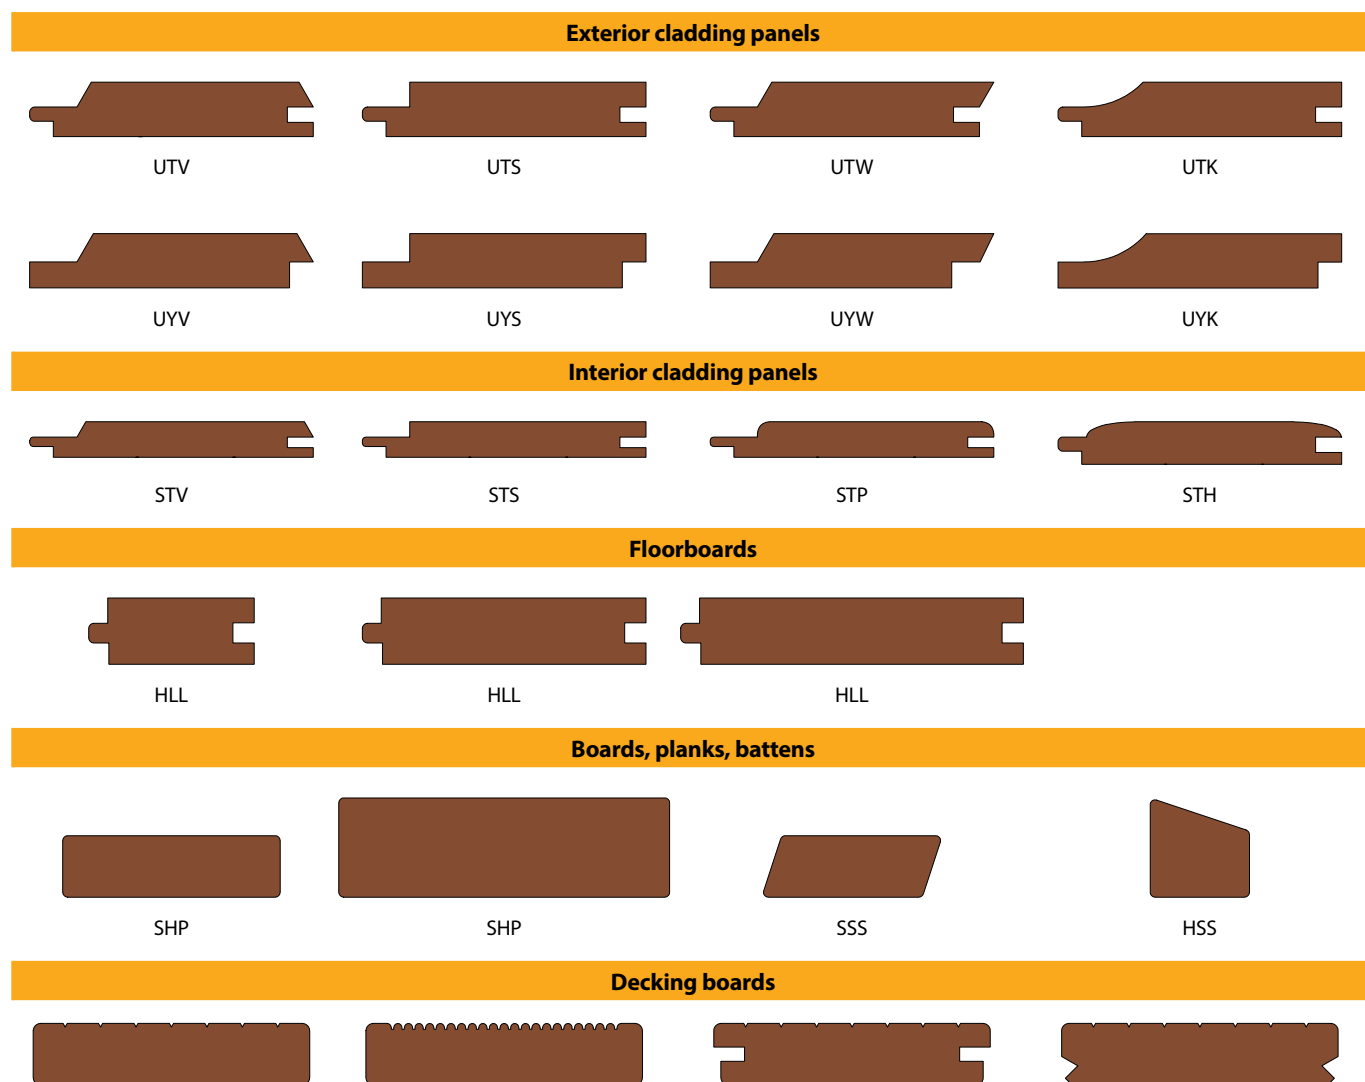 Exterior cladding panels
UTV UTS UTW UTK
UYV UYS UYW UYK
Interior cladding panels
STV STS STP STH
Floorboards
HLL HLL HLL
Boards, planks, battens
SHP SHP SSS HSS
Decking boards